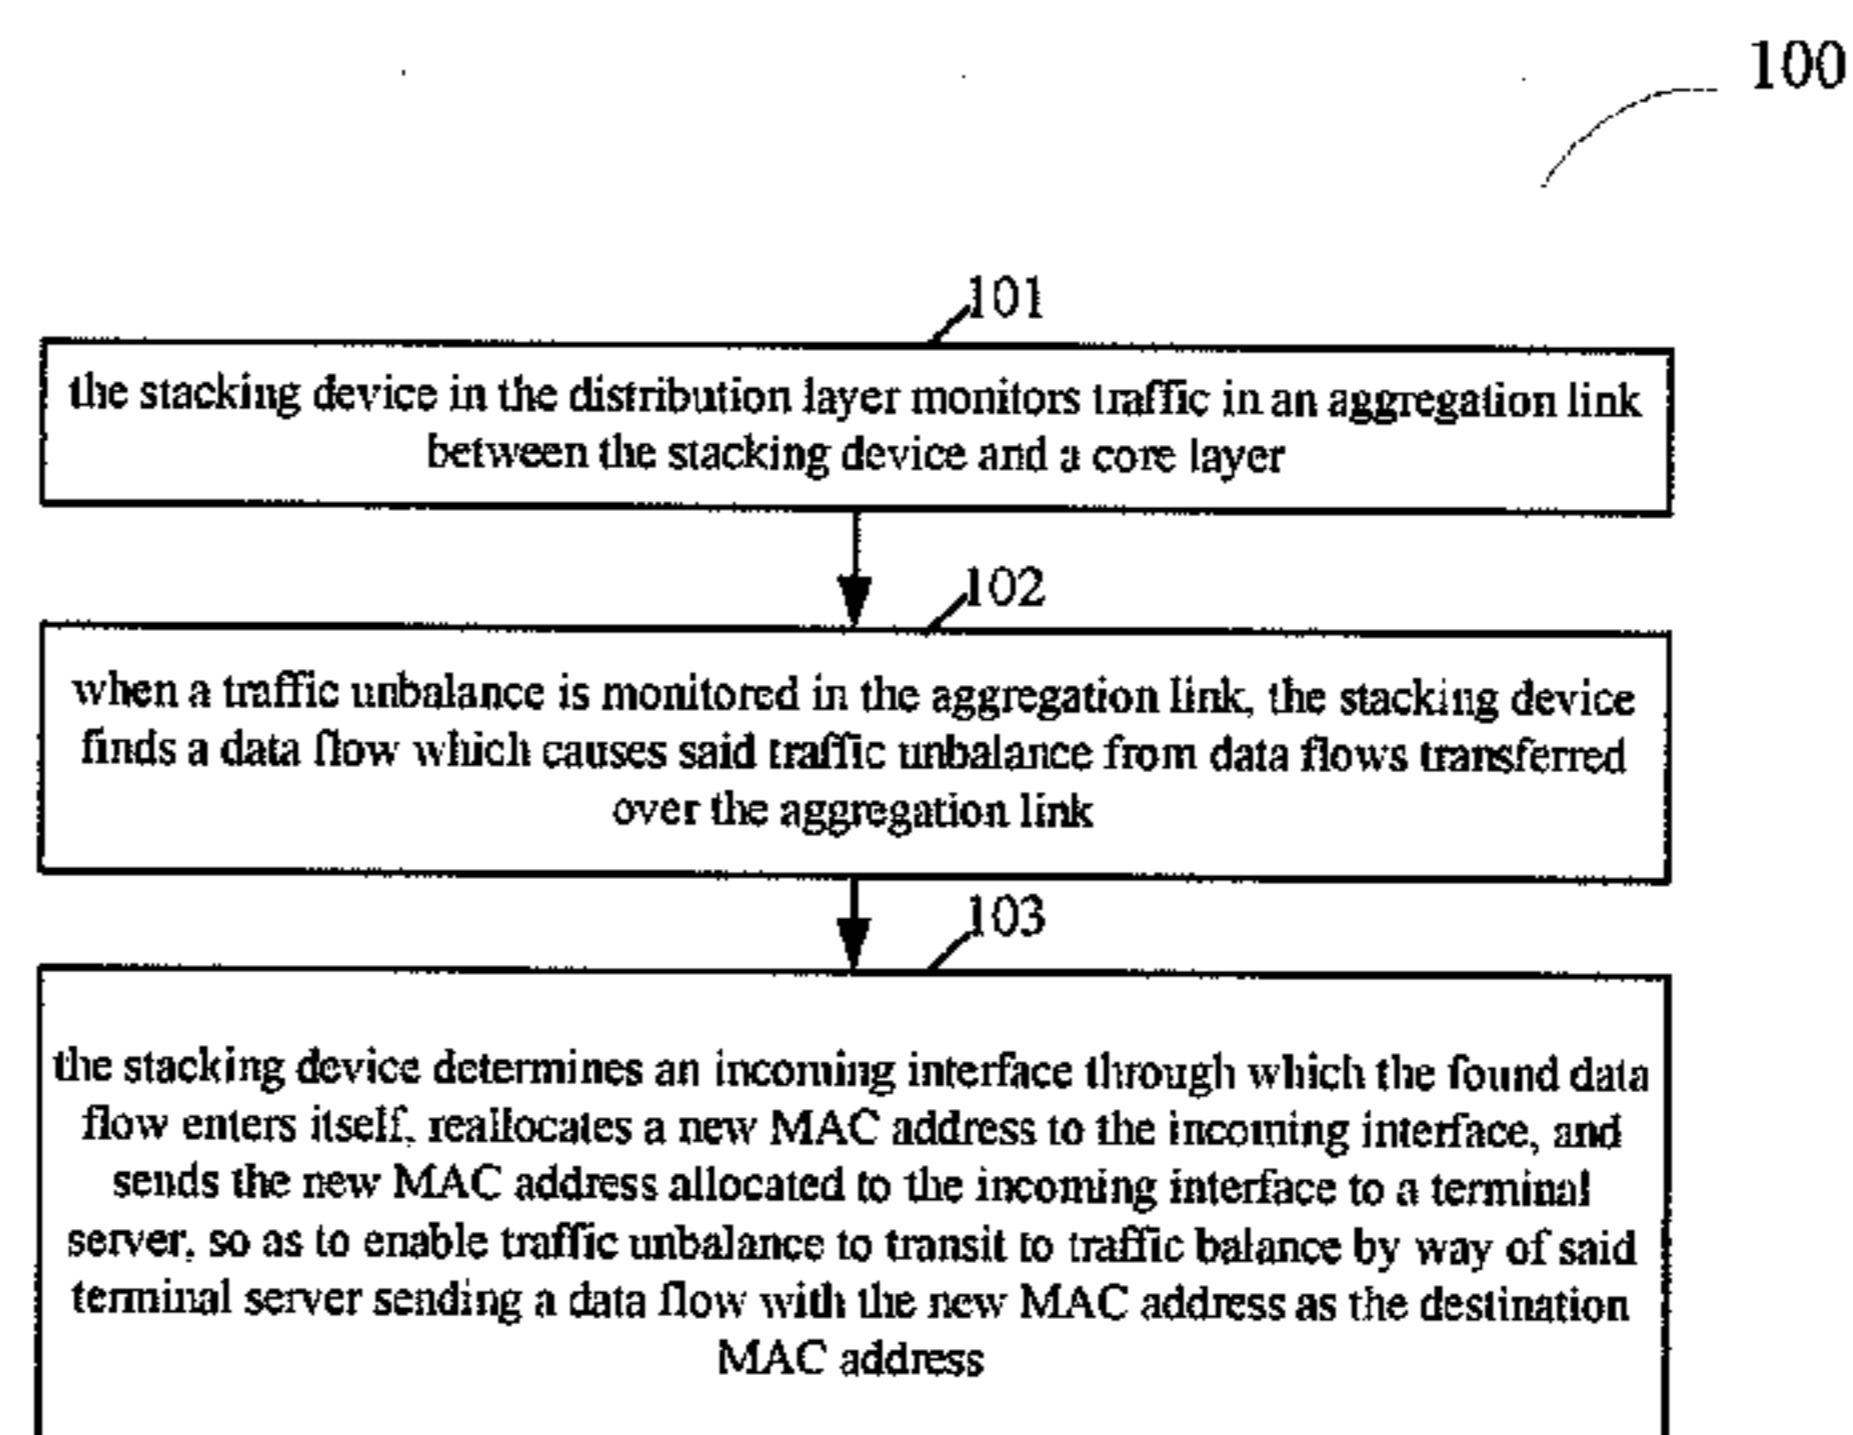 100
101
the stacking device in the distribution layer monitors traffic in an aggregation link
between the stacking device and a core layer
102
when a traffic unbalance is monitored in the aggregation link, the stacking device
finds a data flow which causes said traffic unbalance from data flows transferred
over the aggregation link
103
the stacking device determines an incoming interface through which the found data
flow enters itself, reallocates a new MAC address to the incoming interface, and
sends the new MAC address allocated to the incoming interface to a terminal
server, so as to enable traffic unbalance to transit to traffic balance by way of said
terminal server sending a data flow with the new MAC address as the destination
MAC address